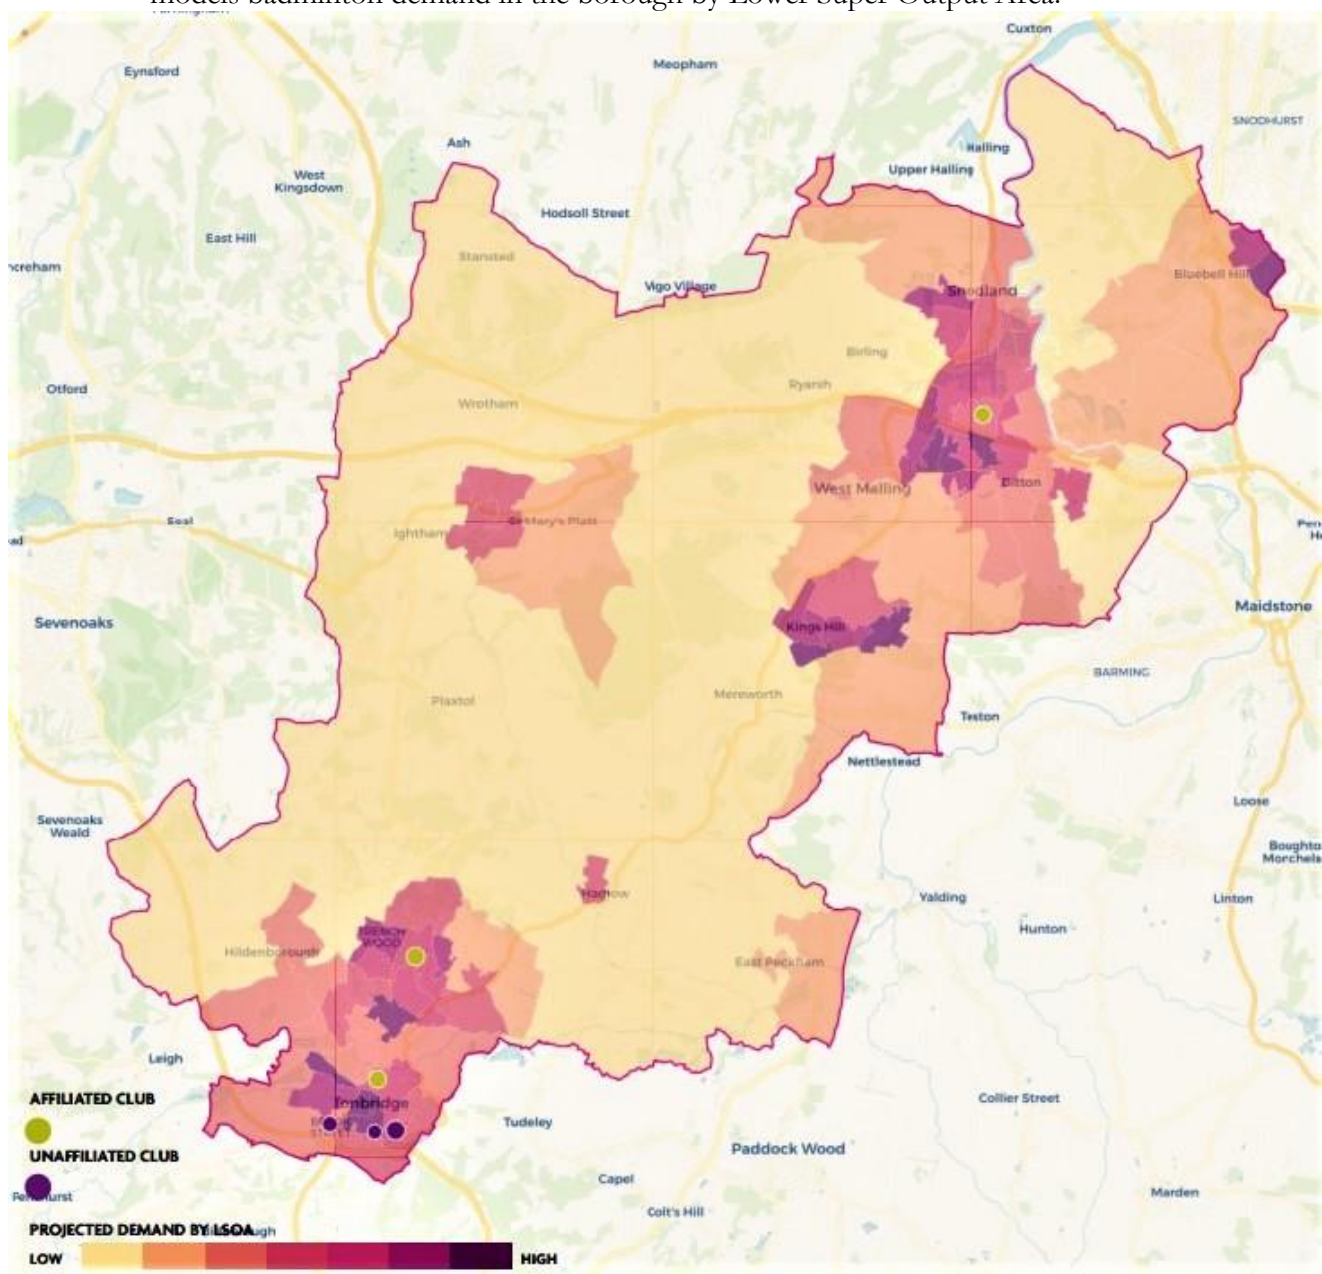 models badminton demand in the borough by Lower Super Output Area.
Cuxton
Eynsford
Meopham
SNODHURST
Ash
Halling
Upper Halling
West
Kingsdown
Hodsoll Street
East Hill
Stansted
Bluebell Hill
Vigo Village
Snodland
Birling
Ryarsh
Otford
Wrotham
West Malling
Ditton
Seal
Ightham
St Mary's Platt
Maidstone
Sevenoaks
Kings Hill
BARMING
Plaxtol
Mereworth
Teston
Nettlestead
Loose
Sevenoaks
Weald
Hadlow
Yalding
Linton
Hunton
TRENCH
WOOD
Hildenborough
East Peckham
Leigh
AFFILIATED CLUB
Tonbridge
Collier Street
Tudeley
UNAFFILIATED CLUB
Paddock Wood
Capel
Marden
Colt's Hill
PROJECTED DEMAND BY LSOA
LOW
HIGH